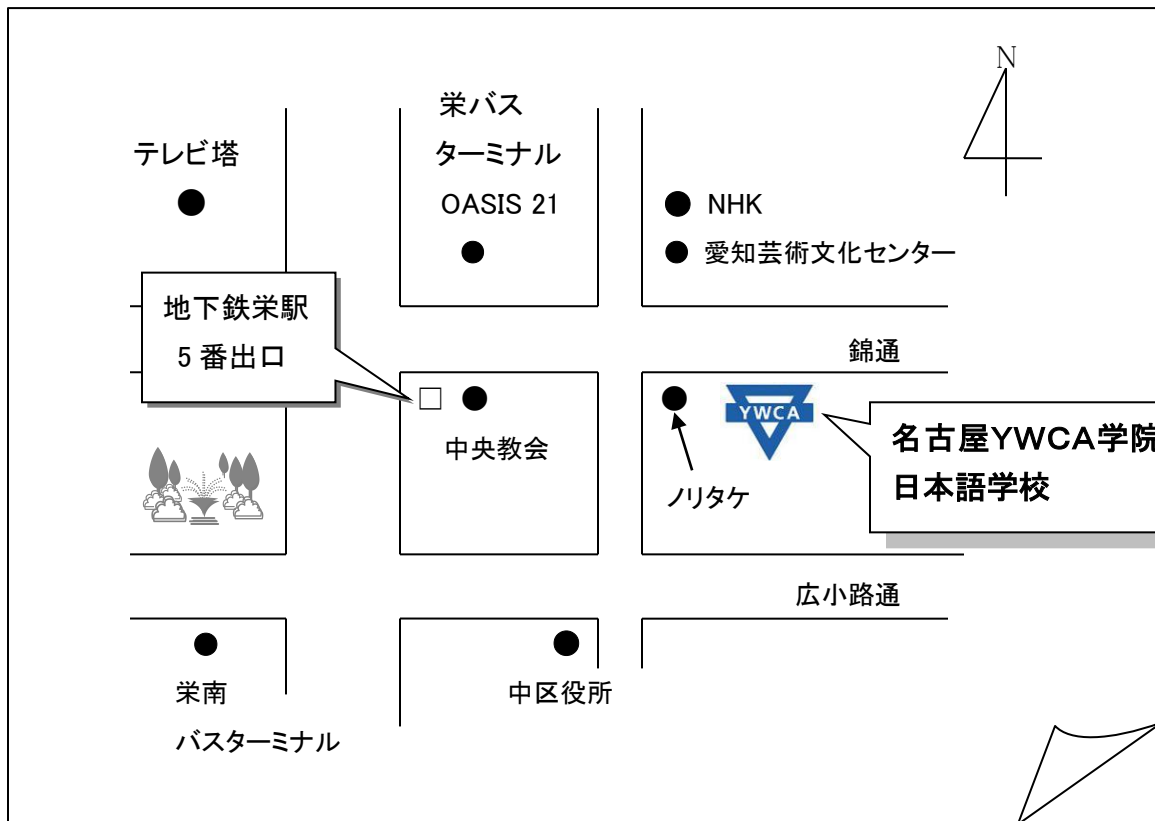 N
栄バス
ターミナル
OASIS 21
テレビ塔
NHK
愛知芸術文化センター
地下鉄栄駅
5 番出口
錦通
中央教会
ノリタケ
YWCA
名古屋YWCA学院
日本語学校
広小路通
栄南
バスターミナル
中区役所